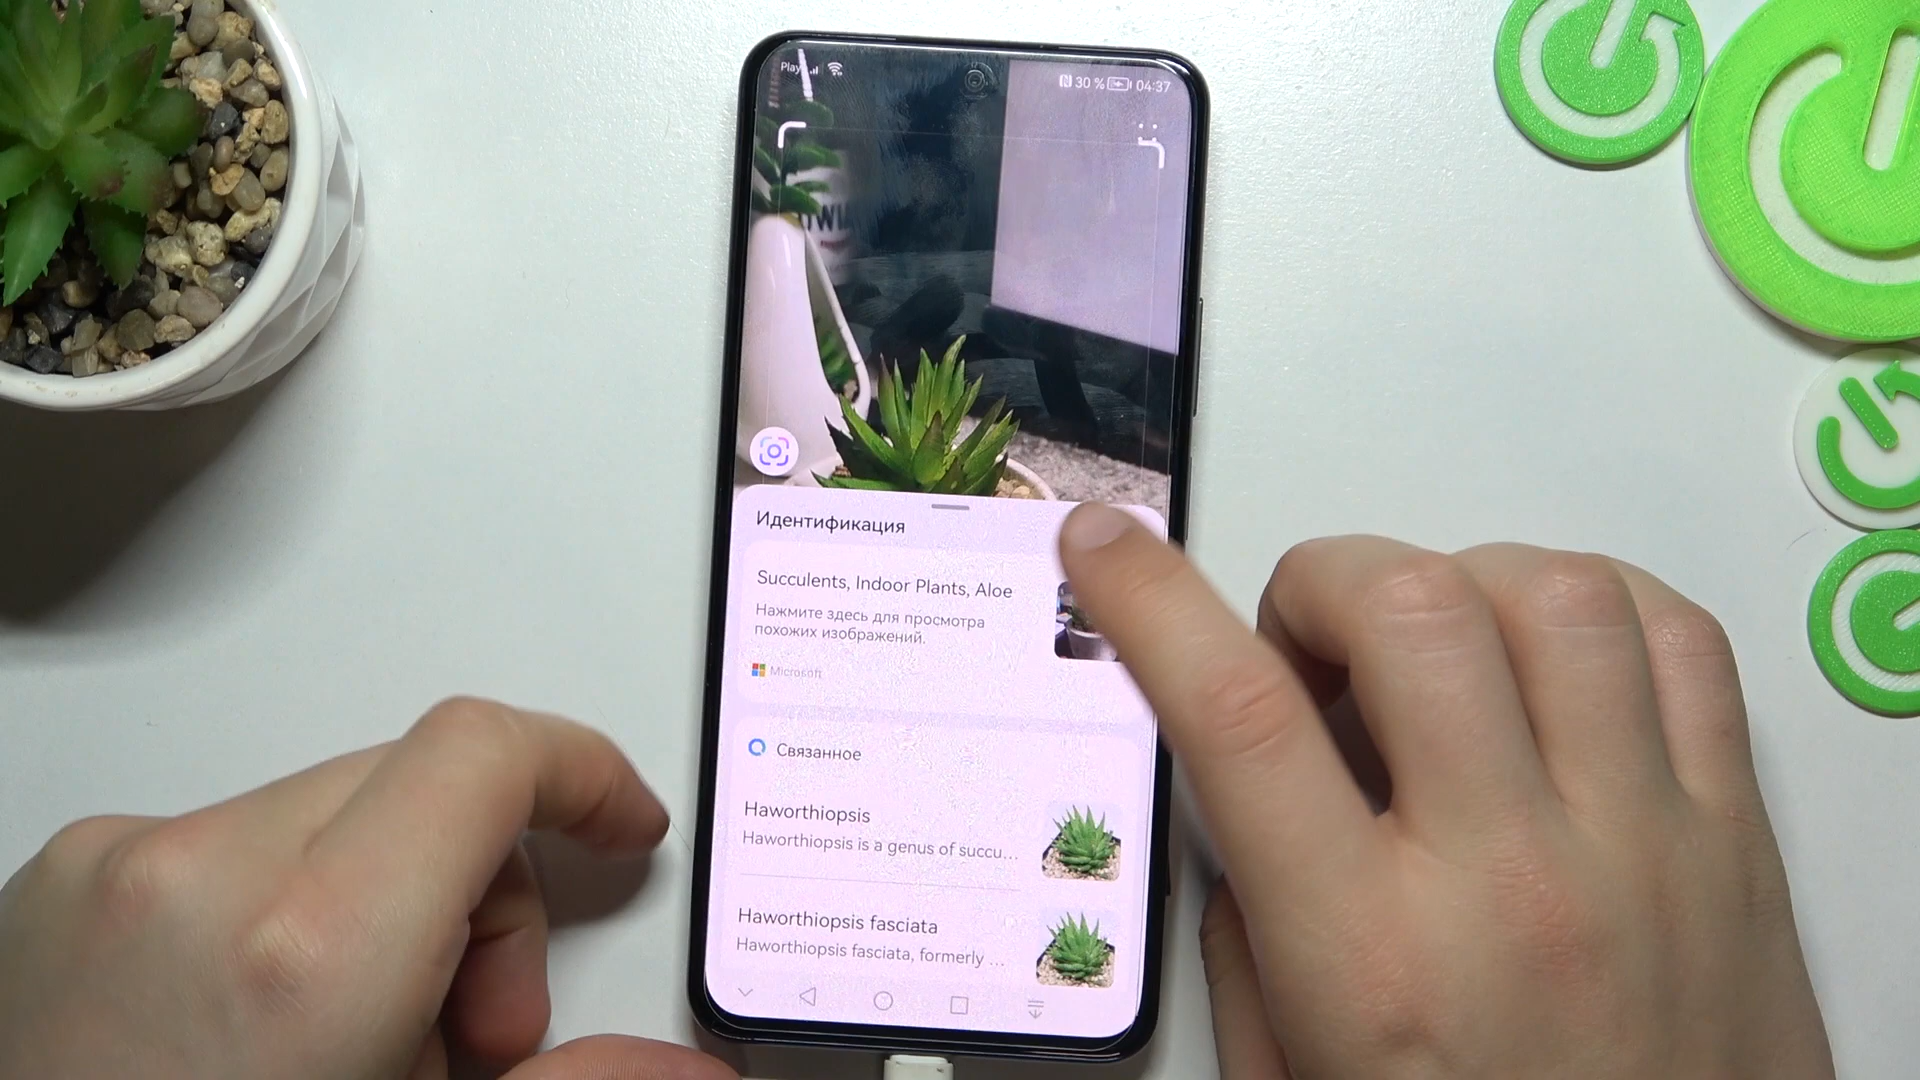 Play
30 %
04:37
OWL
Идентификация
Succulents, Indoor Plants, Aloe
Нажмите здесь для просмотра
похожих изображений.
Microsoft
Связанное
Haworthiopsis
Haworthiopsis is a genus of succu...
Haworthiopsis fasciata
Haworthiopsis fasciata, formerly ...